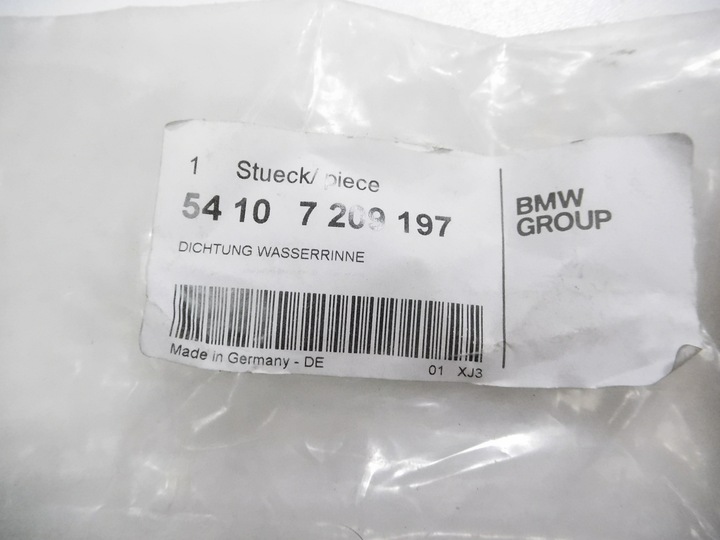 1 Stueck/ piece
54 10 7 209 197
DICHTUNG WASSERRINNE
Made in Germany - DE
01 XJ3
BMW
GROUP